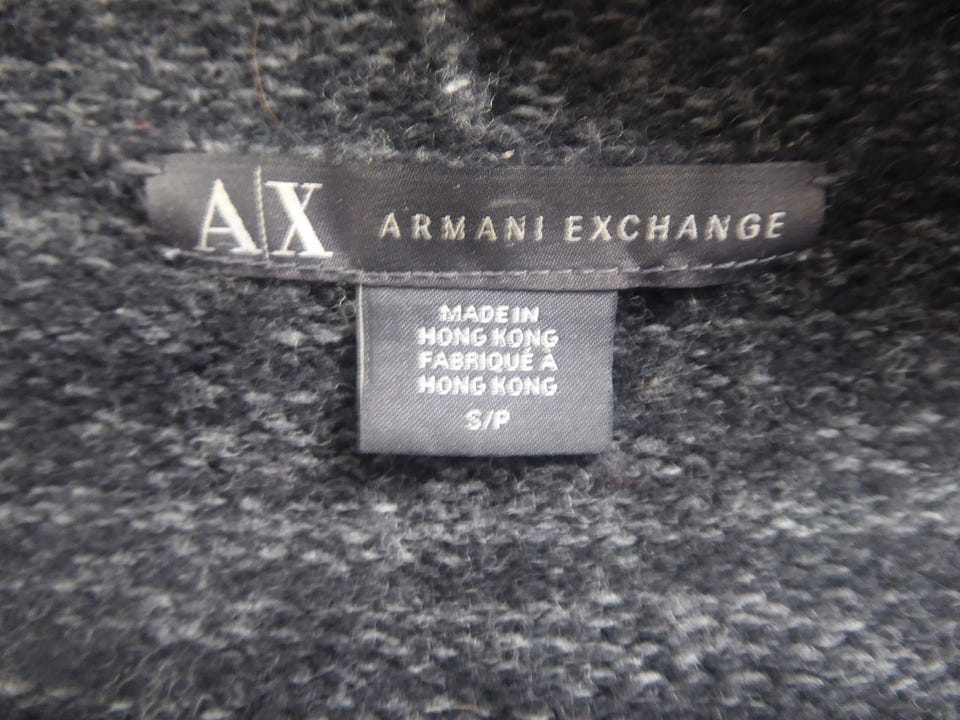 A|X ARMANI EXCHANGE
MADE IN
HONG KONG
FABRIQUÉ À
HONG KONG
S/P